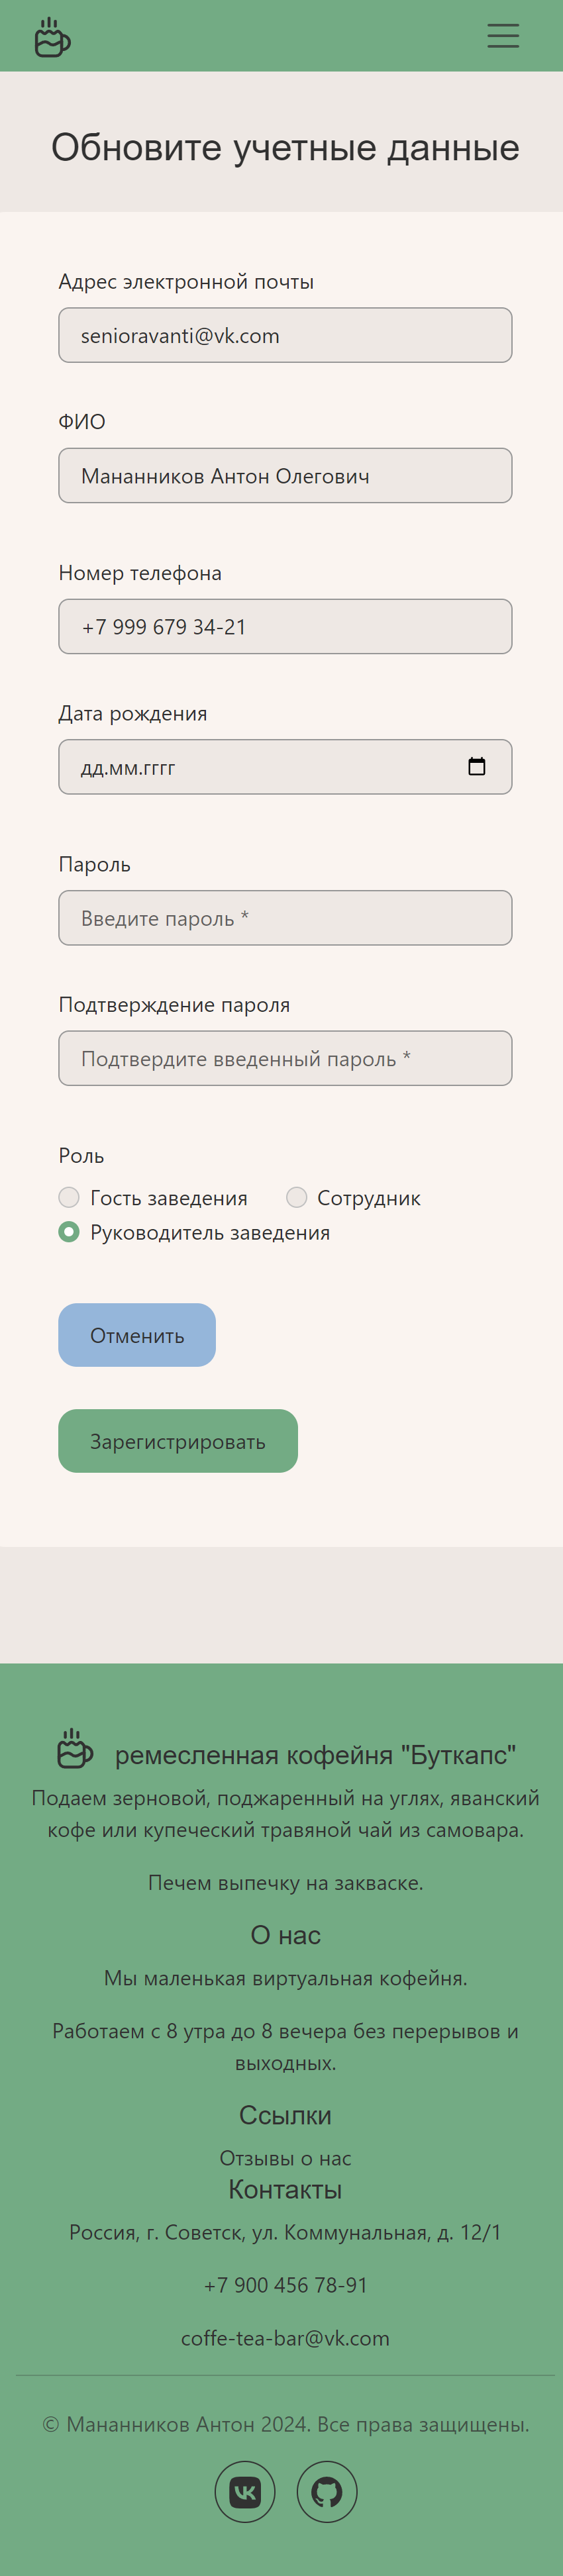 Обновите учетные данные
Адрес электронной почты
senioravanti@vk.com
ФИО
Мананников Антон Олегович
Номер телефона
+7 999 679 34-21
Дата рождения
дд.мм.гггг
Пароль
Введите пароль *
Подтверждение пароля
Подтвердите введенный пароль *
Роль
Гость заведения Сотрудник
Руководитель заведения
Отменить
Зарегистрировать
ремесленная кофейня "Буткапс"
Подаем зерновой, поджаренный на углях, яванский
кофе или купеческий травяной чай из самовара.
Печем выпечку на закваске.
О нас
Мы маленькая виртуальная кофейня.
Работаем с 8 утра до 8 вечера без перерывов и
выходных.
Ссылки
Отзывы о нас
Контакты
Россия, г. Советск, ул. Коммунальная, д. 12/1
+7 900 456 78-91
coffe-tea-bar@vk.com
© Мананников Антон 2024. Все права защищены.